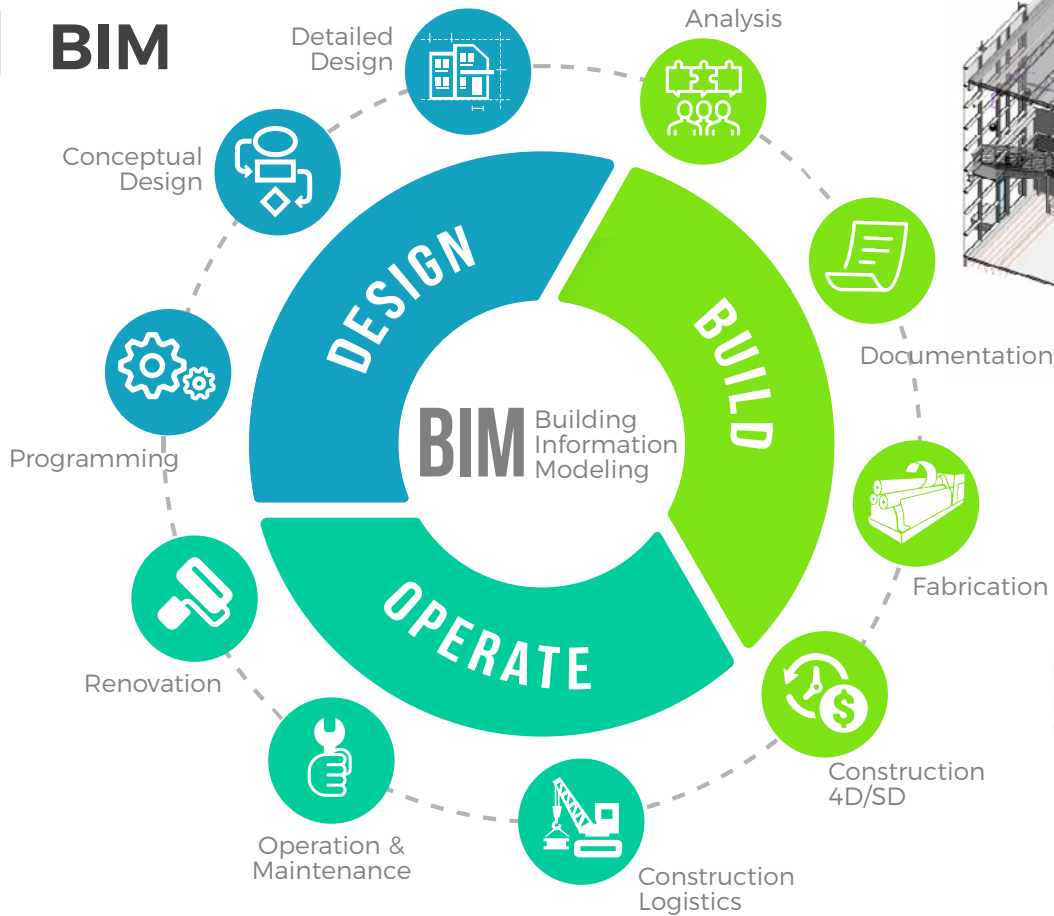 BIM
Detailed
Design
Analysis
Conceptual
Design
DESIGN
BUILD
Documentation
BIM
Building
Information
Modeling
Programming
Fabrication
OPERATE
Renovation
$
Construction
4D/SD
Operation &
Maintenance
Construction
Logistics